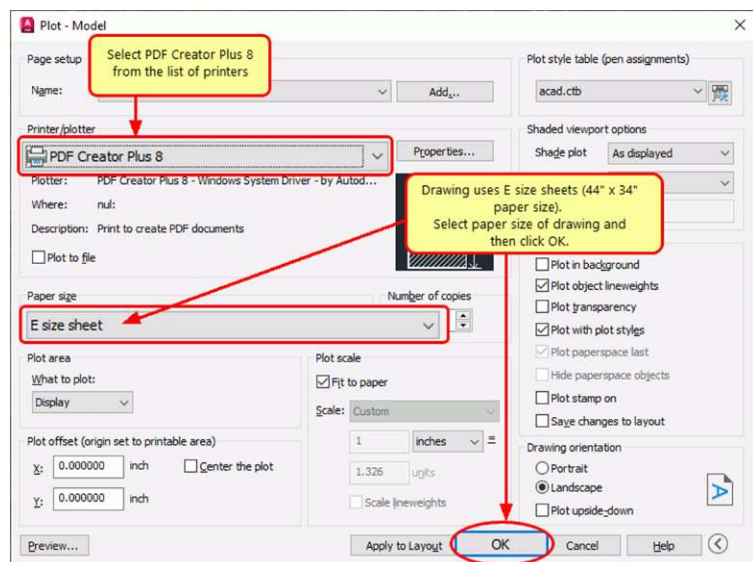 Plot - Model
Page setup
Select PDF Creator Plus 8
from the list of printers
Name:
Add...
Plot style table (pen assignments)
acad.ctb
Printer/plotter
PDF Creator Plus 8
Properties...
Plotter: PDF Creator Plus 8 - Windows System Driver - by Autod...
Where: nul:
Description: Print to create PDF documents
Plot to file
Shaded viewport options
Shade plot As displayed
Drawing uses E size sheets (44" x 34"
paper size).
Select paper size of drawing and
then click OK.
Paper size
E size sheet
Number of copies
Plot in background
Plot object lineweights
Plot transparency
Plot with plot styles
Plot paperspace last
Hide paperspace objects
Plot stamp on
Save changes to layout
Plot area
What to plot:
Display
Plot scale
Fit to paper
Scale: Custom
1 inches =
1.326 units
Scale lineweights
Plot offset (origin set to printable area)
X: 0.000000 inch Center the plot
Y: 0.000000 inch
Drawing orientation
Portrait
Landscape
Plot upside-down
A
Preview... Apply to Layout OK Cancel Help